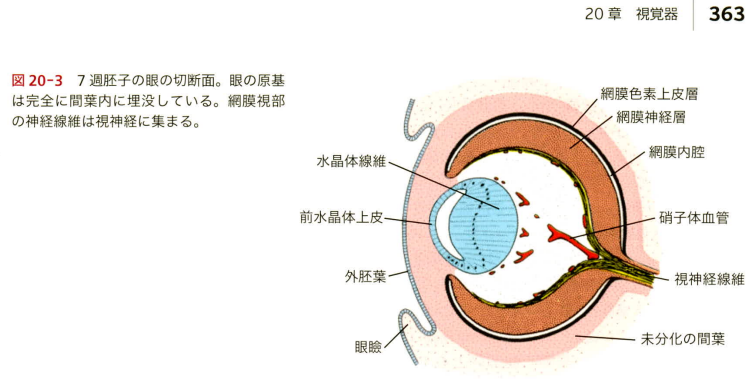 20 章　視覚器　363
図 20-3　7 週胚子の眼の切断面。眼の原基
は完全に間葉内に埋没している。網膜視部
の神経線維は視神経に集まる。
網膜色素上皮層
網膜神経層
網膜内腔
水晶体線維
前水晶体上皮
硝子体血管
外胚葉
視神経線維
眼瞼
未分化の間葉